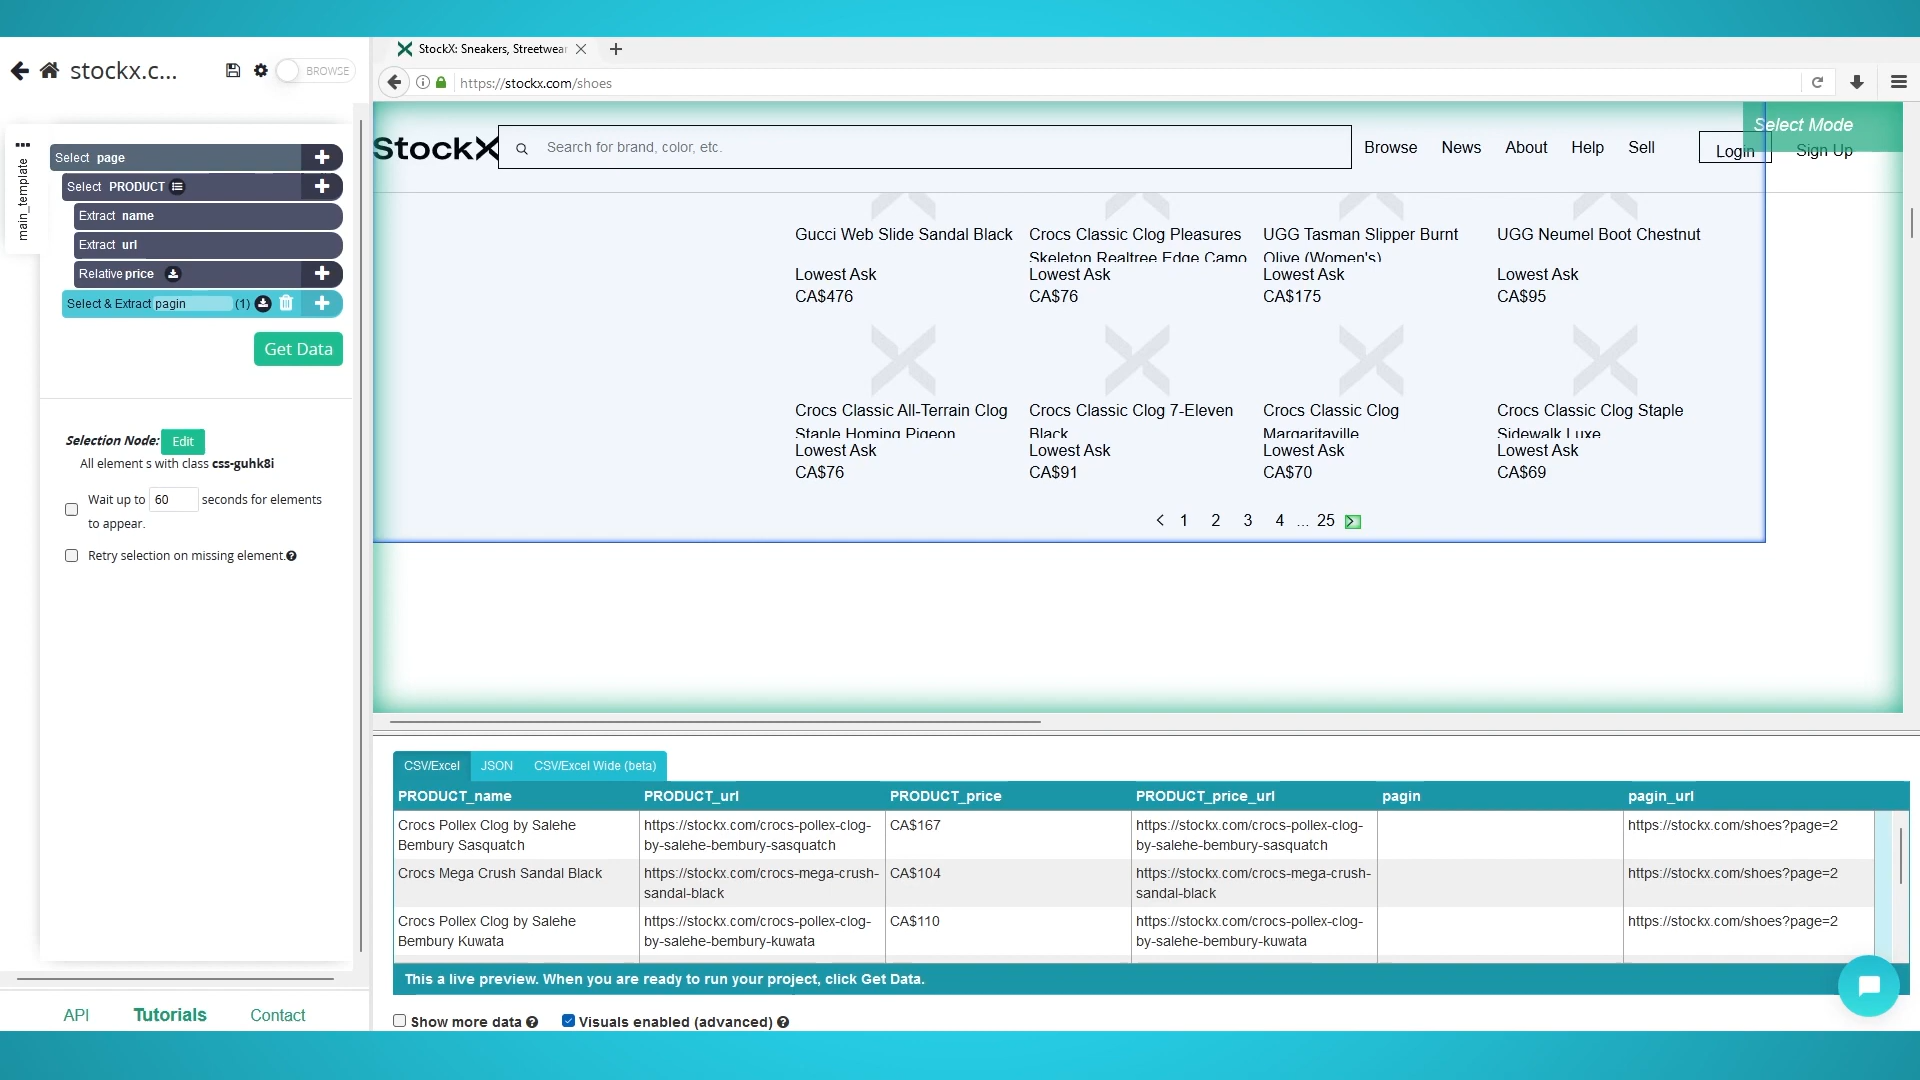 stockx.c...
BROWSE
main_template
Select page
Select PRODUCT
Extract name
Extract url
Relative price
Select & Extract pagin (1)
Get Data
Selection Node: Edit
All element s with class css-guhk8i
Wait up to 60 seconds for elements
to appear.
Retry selection on missing element.
API Tutorials Contact
StockX: Sneakers, Streetwear
https://stockx.com/shoes
Select Mode
StockX
Search for brand, color, etc.
Browse News About Help Sell Login Sign Up
Gucci Web Slide Sandal Black
Lowest Ask
CA$476
Crocs Classic Clog Pleasures
Skeleton Realtree Edge Camo
Lowest Ask
CA$76
UGG Tasman Slipper Burnt
Olive (Women's)
Lowest Ask
CA$175
UGG Neumel Boot Chestnut
Lowest Ask
CA$95
Crocs Classic All-Terrain Clog
Staple Homing Pigeon
Lowest Ask
CA$76
Crocs Classic Clog 7-Eleven
Black
Lowest Ask
CA$91
Crocs Classic Clog
Margaritaville
Lowest Ask
CA$70
Crocs Classic Clog Staple
Sidewalk Luxe
Lowest Ask
CA$69
< 1 2 3 4 ... 25 >
CSV/Excel JSON CSV/Excel Wide (beta)
PRODUCT_name PRODUCT_url PRODUCT_price PRODUCT_price_url pagin pagin_url
Crocs Pollex Clog by Salehe
Bembury Sasquatch
https://stockx.com/crocs-pollex-clog-
by-salehe-bembury-sasquatch
CA$167
https://stockx.com/crocs-pollex-clog-
by-salehe-bembury-sasquatch
https://stockx.com/shoes?page=2
Crocs Mega Crush Sandal Black
https://stockx.com/crocs-mega-crush-
sandal-black
CA$104
https://stockx.com/crocs-mega-crush-
sandal-black
https://stockx.com/shoes?page=2
Crocs Pollex Clog by Salehe
Bembury Kuwata
https://stockx.com/crocs-pollex-clog-
by-salehe-bembury-kuwata
CA$110
https://stockx.com/crocs-pollex-clog-
by-salehe-bembury-kuwata
https://stockx.com/shoes?page=2
This a live preview. When you are ready to run your project, click Get Data.
Show more data Visuals enabled (advanced)